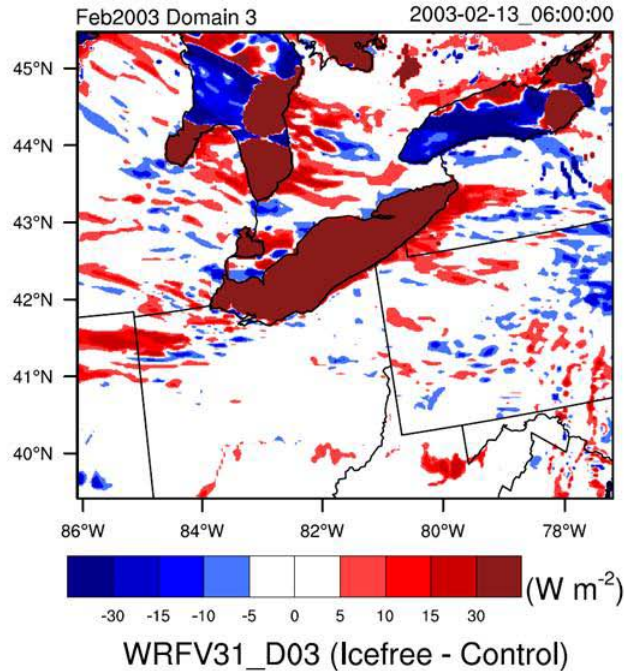 Feb2003 Domain 3 2003-02-13_06:00:00
45°N
44°N
43°N
42°N
41°N
40°N
86°W 84°W 82°W 80°W 78°W
-30 -15 -10 -5 0 5 10 15 30 (W m-2)
WRFV31_D03 (Icefree - Control)